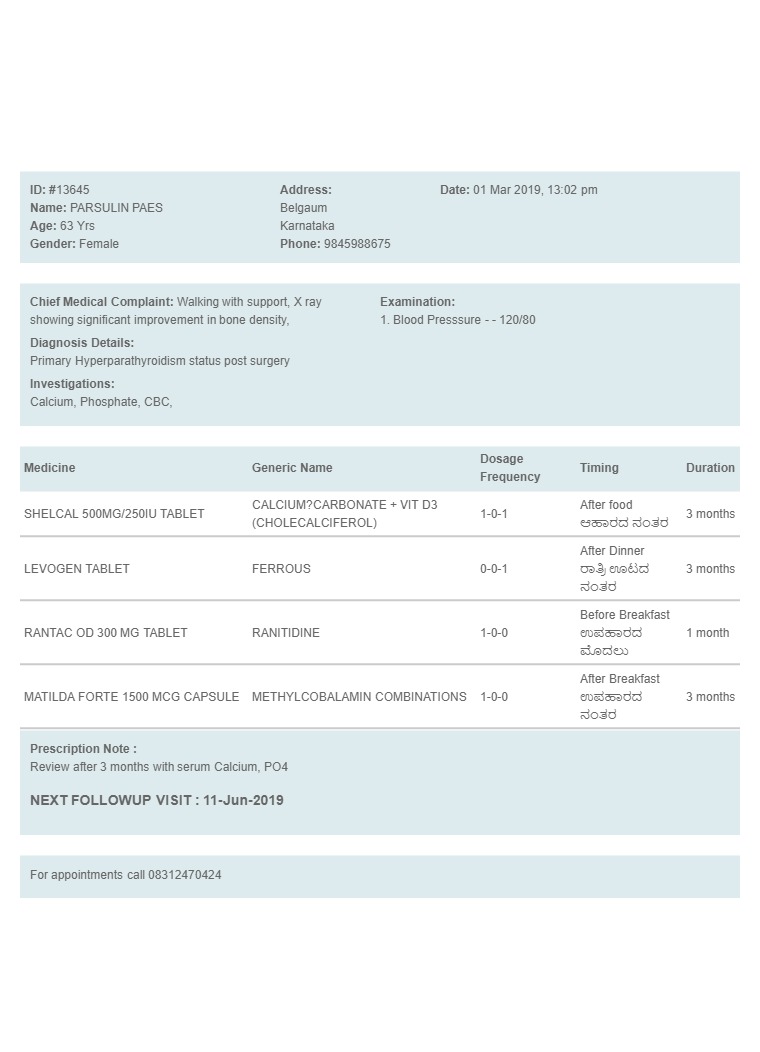 ID: #13645
Name: PARSULIN PAES
Age: 63 Yrs
Gender: Female
Address:
Belgaum
Karnataka
Phone: 9845988675
Date: 01 Mar 2019, 13:02 pm
Chief Medical Complaint: Walking with support, X ray
showing significant improvement in bone density,
Diagnosis Details:
Primary Hyperparathyroidism status post surgery
Investigations:
Calcium, Phosphate, CBC,
Examination:
1. Blood Presssure - - 120/80
Medicine Generic Name Dosage Frequency Timing Duration
SHELCAL 500MG/250IU TABLET CALCIUM?CARBONATE + VIT D3 1-0-1 After food 3 months
(CHOLECALCIFEROL) ಆಹಾರದ ನಂತರ
LEVOGEN TABLET FERROUS 0-0-1 After Dinner 3 months
ರಾತ್ರಿ ಊಟದ
ನಂತರ
RANTAC OD 300 MG TABLET RANITIDINE 1-0-0 Before Breakfast 1 month
ಉಪಹಾರದ
ಮೊದಲು
MATILDA FORTE 1500 MCG CAPSULE METHYLCOBALAMIN COMBINATIONS 1-0-0 After Breakfast 3 months
ಉಪಹಾರದ
ನಂತರ
Prescription Note :
Review after 3 months with serum Calcium, PO4
NEXT FOLLOWUP VISIT : 11-Jun-2019
For appointments call 08312470424